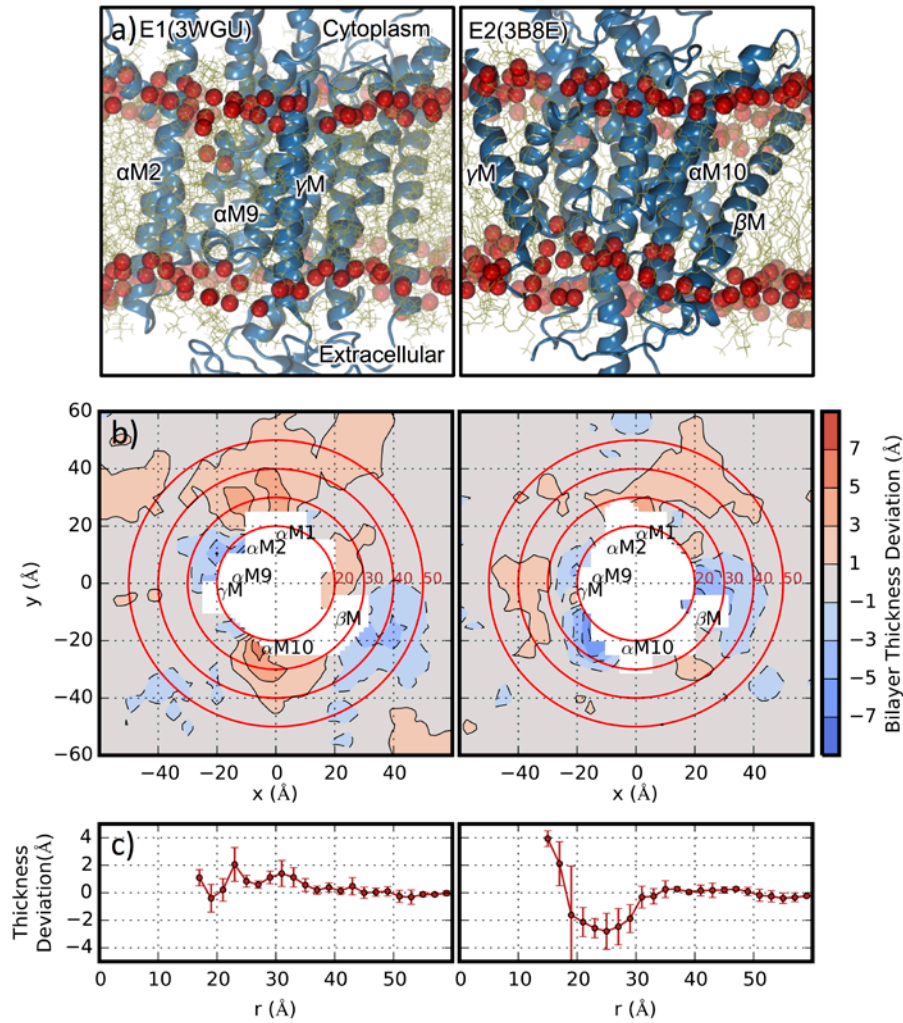 a) E1(3WGU) Cytoplasm
E2(3B8E)
αM2
αM9
γM
Extracellular
γM
αM10
βM
b)
60
40
20
0
−20
−40
−60
y (Å)
αM1
αM2
αM9
γM
βM
αM10
20 30 40 50
−40 −20 0 20 40
x (Å)
αM1
αM2
αM9
γM
βM
αM10
20 30 40 50
−40 −20 0 20 40
x (Å)
7
5
3
1
−1
−3
−5
−7
Bilayer Thickness Deviation (Å)
c)
4
2
0
−2
−4
Thickness
Deviation(Å)
0 10 20 30 40 50
r (Å)
0 10 20 30 40 50 60
r (Å)